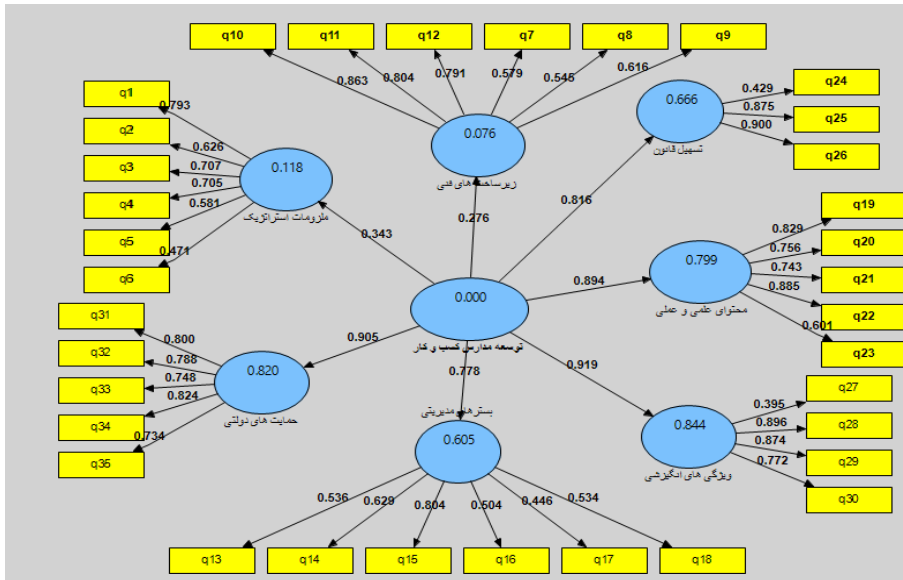 q10 q11 q12 q7 q8 q9
0.863 0.804 0.791 0.579 0.545 0.616
0.076
زیرساخت های فنی
q24
q25
q26
0.429
0.875
0.900
0.666
تسهیل قانون
q1
q2
q3
q4
q5
q6
0.793
0.626
0.707
0.705
0.581
0.471
0.118
ملزومات استراتژیک
0.276
0.816
0.343
q19
q20
q21
q22
q23
0.829
0.756
0.743
0.885
0.601
0.799
محتوای علمی و عملی
0.894
0.000
توسعه مدارس کسب و کار
0.905
0.778
0.919
q31
q32
q33
q34
q35
0.800
0.788
0.748
0.824
0.734
0.820
حمایت های دولتی
بسترهای مدیریتی
0.605
q27
q28
q29
q30
0.395
0.896
0.874
0.772
0.844
ویژگی های انگیزشی
0.536 0.629 0.804 0.504 0.446 0.534
q13 q14 q15 q16 q17 q18